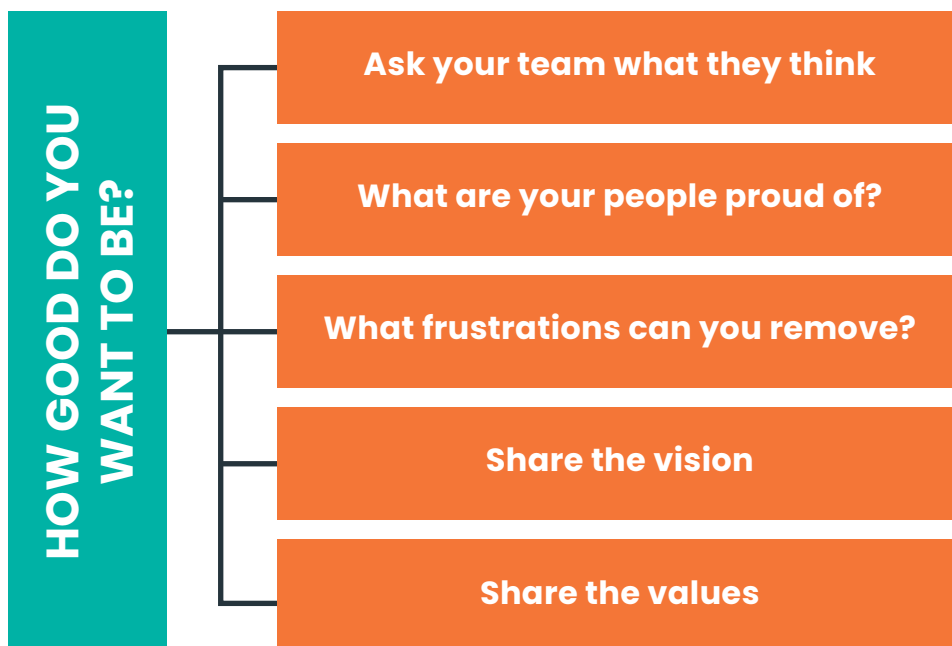 HOW GOOD DO YOU
WANT TO BE?
Ask your team what they think
What are your people proud of?
What frustrations can you remove?
Share the vision
Share the values